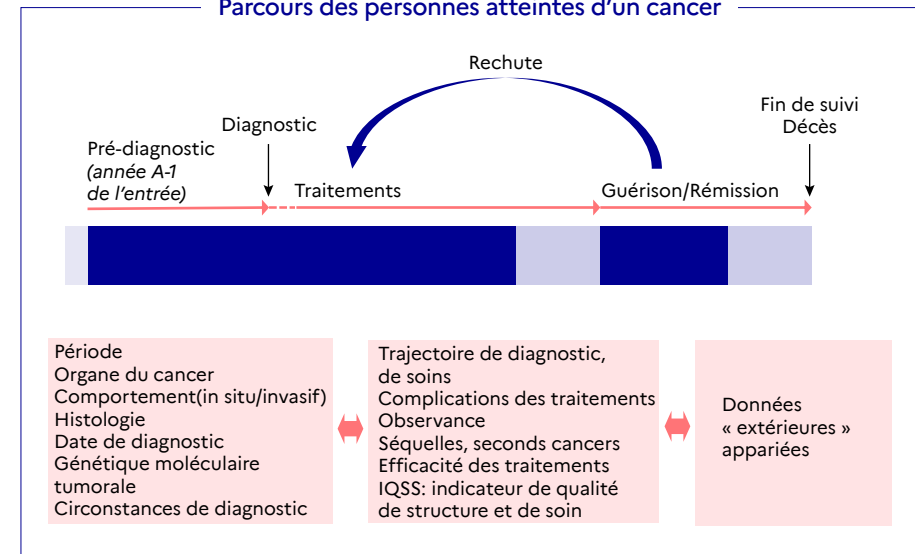 Parcours des personnes atteintes d'un cancer
Rechute
Fin de suivi
Décès
Diagnostic
Pré-diagnostic
(année A-1
de l'entrée)
Traitements
Guérison/Rémission
Période
Organe du cancer
Comportement(in situ/invasif)
Histologie
Date de diagnostic
Génétique moléculaire
tumorale
Circonstances de diagnostic
Trajectoire de diagnostic,
de soins
Complications des traitements
Observance
Séquelles, seconds cancers
Efficacité des traitements
IQSS: indicateur de qualité
de structure et de soin
Données
« extérieures »
appariées